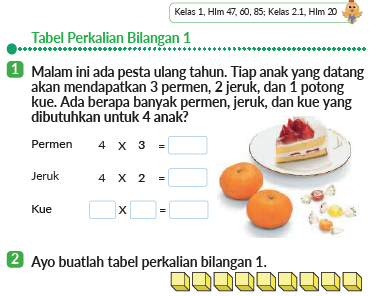 Kelas 1, Hlm 47, 60, 85; Kelas 2.1, Hlm 20
Tabel Perkalian Bilangan 1
1 Malam ini ada pesta ulang tahun. Tiap anak yang datang
akan mendapatkan 3 permen, 2 jeruk, dan 1 potong
kue. Ada berapa banyak permen, jeruk, dan kue yang
dibutuhkan untuk 4 anak?
Permen 4 X 3 =
Jeruk 4 X 2 =
Kue X =
2 Ayo buatlah tabel perkalian bilangan 1.